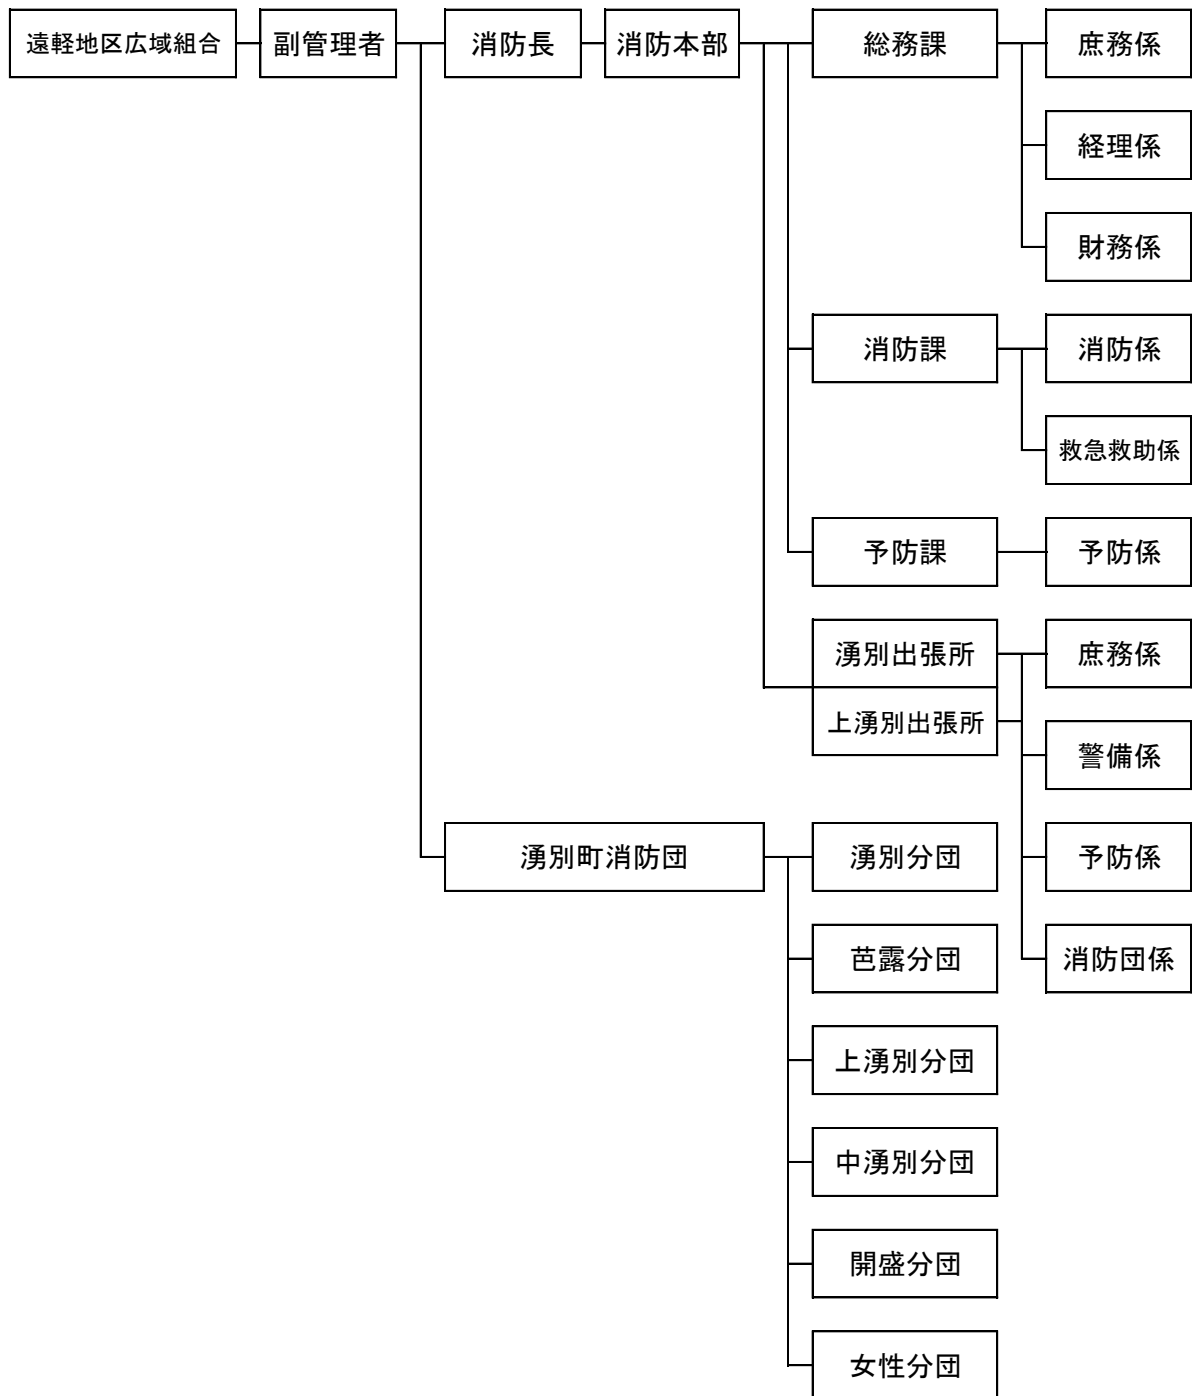 遠軽地区広域組合
副管理者
消防長
消防本部
総務課
庶務係
経理係
財務係
消防課
消防係
救急救助係
予防課
予防係
湧別出張所
庶務係
上湧別出張所
警備係
湧別町消防団
湧別分団
予防係
芭露分団
消防団係
上湧別分団
中湧別分団
開盛分団
女性分団